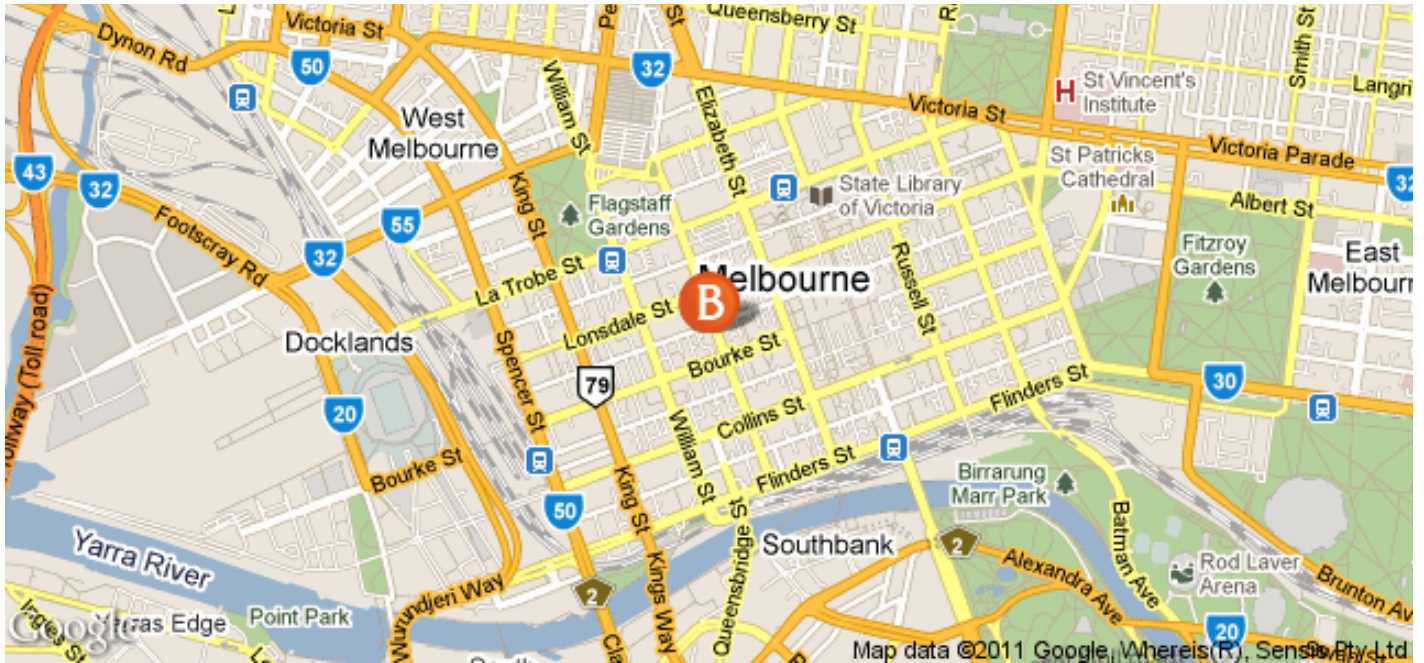 Queensberry St
Victoria St
Dynon Rd
50
32
Smith St
St Vincent's
Institute
H
Victoria St
West
Melbourne
William St
Elizabeth St
Victoria Parade
St Patricks
Cathedral
43
32
32
King St
State Library
of Victoria
Albert St
Flagstaff
Gardens
55
Footscray Rd
32
Fitzroy
Gardens
East
La Trobe St
Melbourne
B
Russell St
Lonsdale St
Docklands
Spencer St
Bourke St
79
30
20
Flinders St
Collins St
William St
Bourke St
Flinders St
King St
Birrarung
Marr Park
50
Batman Ave
Yarra River
Southbank
2
Queensbridge St
Alexandra Ave
Rod Laver
Arena
Kings Way
Wurundjeri Way
2
Point Park
20
Google
Map data ©2011 Google, Whereis(R), Sensis Pty Ltd